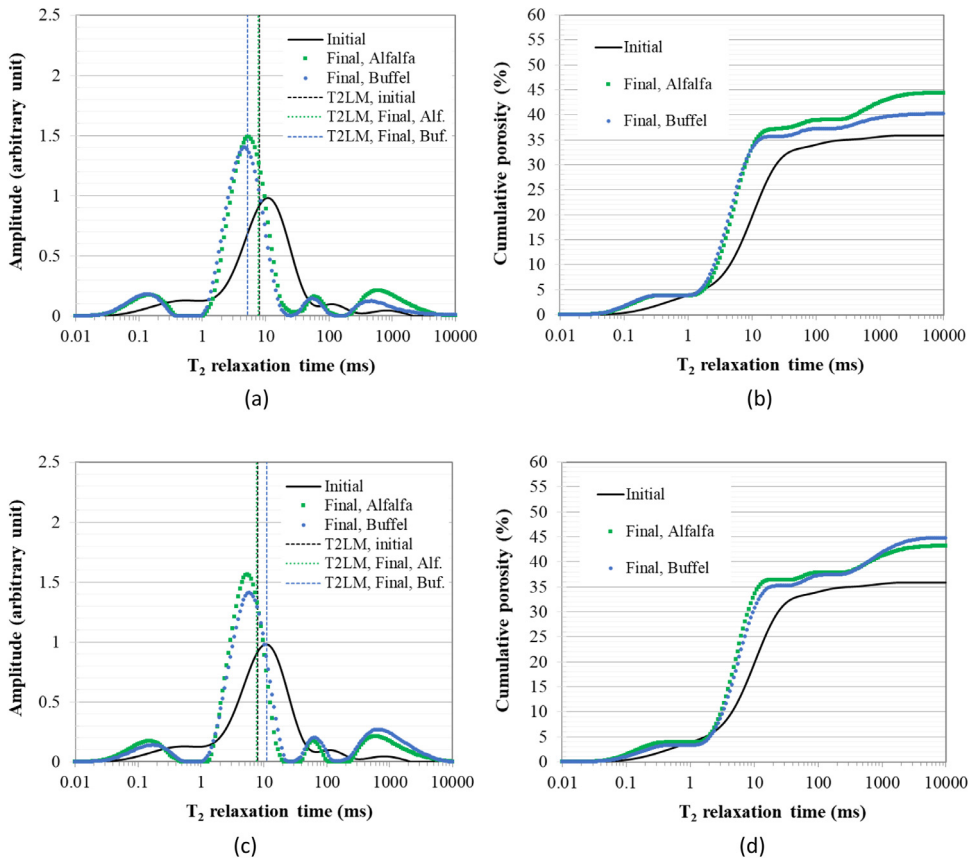 2.5
2
1.5
1
0.5
0
Amplitude (arbitrary unit)
Initial
Final, Alfalfa
Final, Buffel
T2LM, initial
T2LM, Final, Alf.
T2LM, Final, Buf.
0.01 0.1 1 10 100 1000 10000
T2 relaxation time (ms)
(a)
60
55
50
45
40
35
30
25
20
15
10
5
0
Cumulative porosity (%)
Initial
Final, Alfalfa
Final, Buffel
0.01 0.1 1 10 100 1000 10000
T2 relaxation time (ms)
(b)
2.5
2
1.5
1
0.5
0
Amplitude (arbitrary unit)
Initial
Final, Alfalfa
Final, Buffel
T2LM, initial
T2LM, Final, Alf.
T2LM, Final, Buf.
0.01 0.1 1 10 100 1000 10000
T2 relaxation time (ms)
(c)
60
55
50
45
40
35
30
25
20
15
10
5
0
Cumulative porosity (%)
Initial
Final, Alfalfa
Final, Buffel
0.01 0.1 1 10 100 1000 10000
T2 relaxation time (ms)
(d)